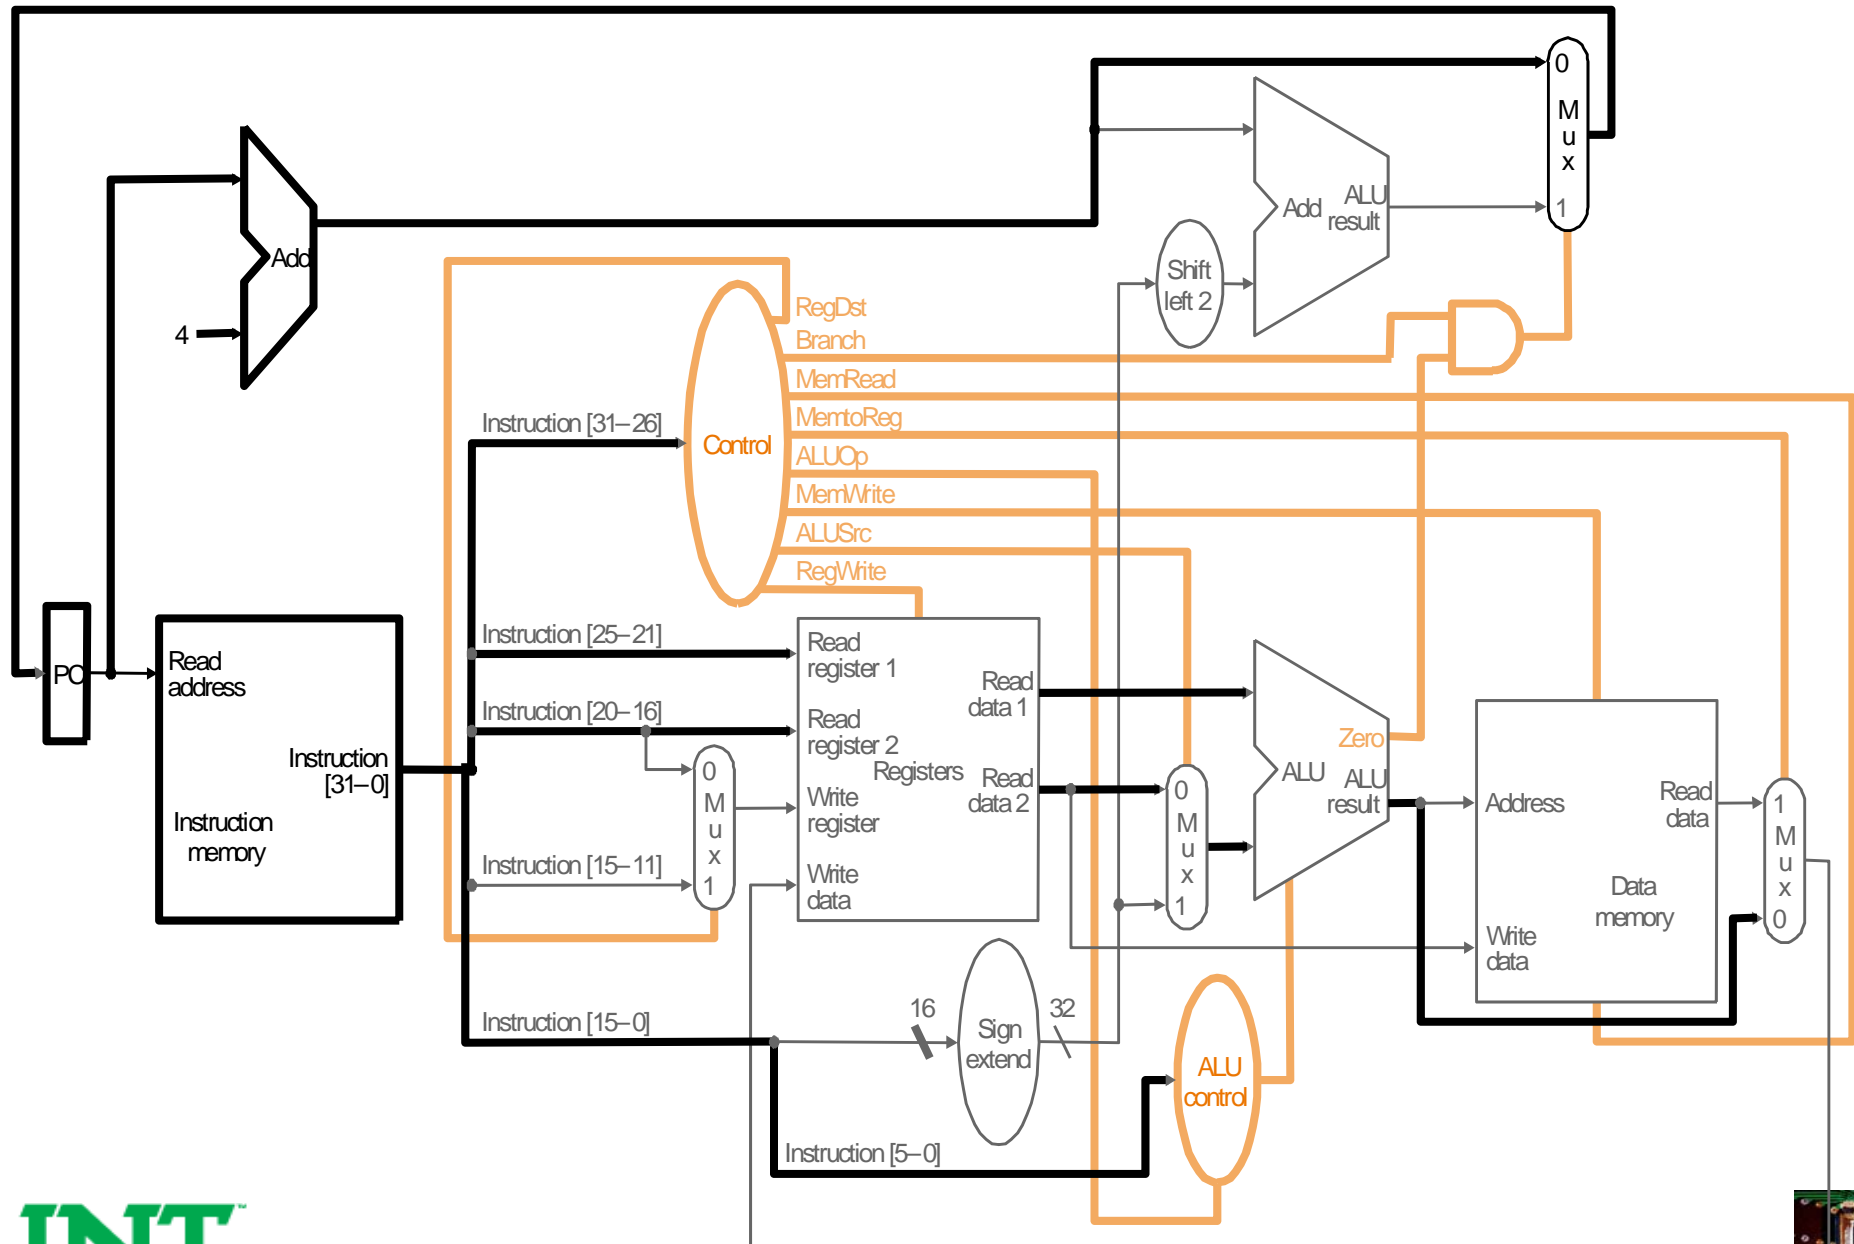 0
M
u
x
1
Add
ALU
result
Shift
left 2
Add
4
RegDst
Branch
MemRead
MemtoReg
ALUOp
MemWrite
ALUSrc
RegWrite
Control
Instruction [31–26]
Instruction [25–21]
Instruction [20–16]
Instruction [15–11]
Instruction [15–0]
Instruction [5–0]
PC
Read
address
Instruction
[31–0]
Instruction
memory
0
M
u
x
1
Read
register 1
Read
register 2
Registers
Write
register
Write
data
Read
data 1
Read
data 2
0
M
u
x
1
Zero
ALU
ALU
result
Address
Read
data
Data
memory
Write
data
1
M
u
x
0
16
Sign
extend
32
ALU
control